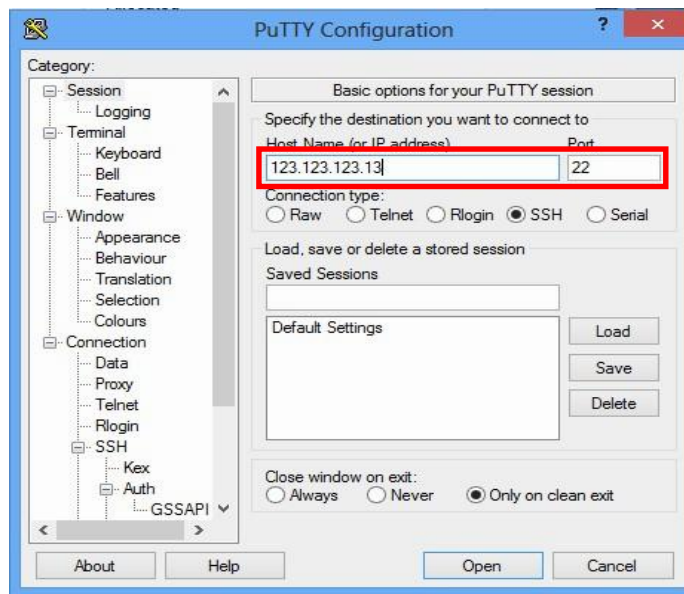 PuTTY Configuration
?
Category:
Session
Logging
Terminal
Keyboard
Bell
Features
Window
Appearance
Behaviour
Translation
Selection
Colours
Connection
Data
Proxy
Telnet
Rlogin
SSH
Kex
Auth
GSSAPI
Basic options for your PuTTY session
Specify the destination you want to connect to
Host Name (or IP address) Port
123.123.123.13 22
Connection type:
Raw Telnet Rlogin SSH Serial
Load, save or delete a stored session
Saved Sessions
Default Settings
Load
Save
Delete
Close window on exit:
Always Never Only on clean exit
About Help Open Cancel